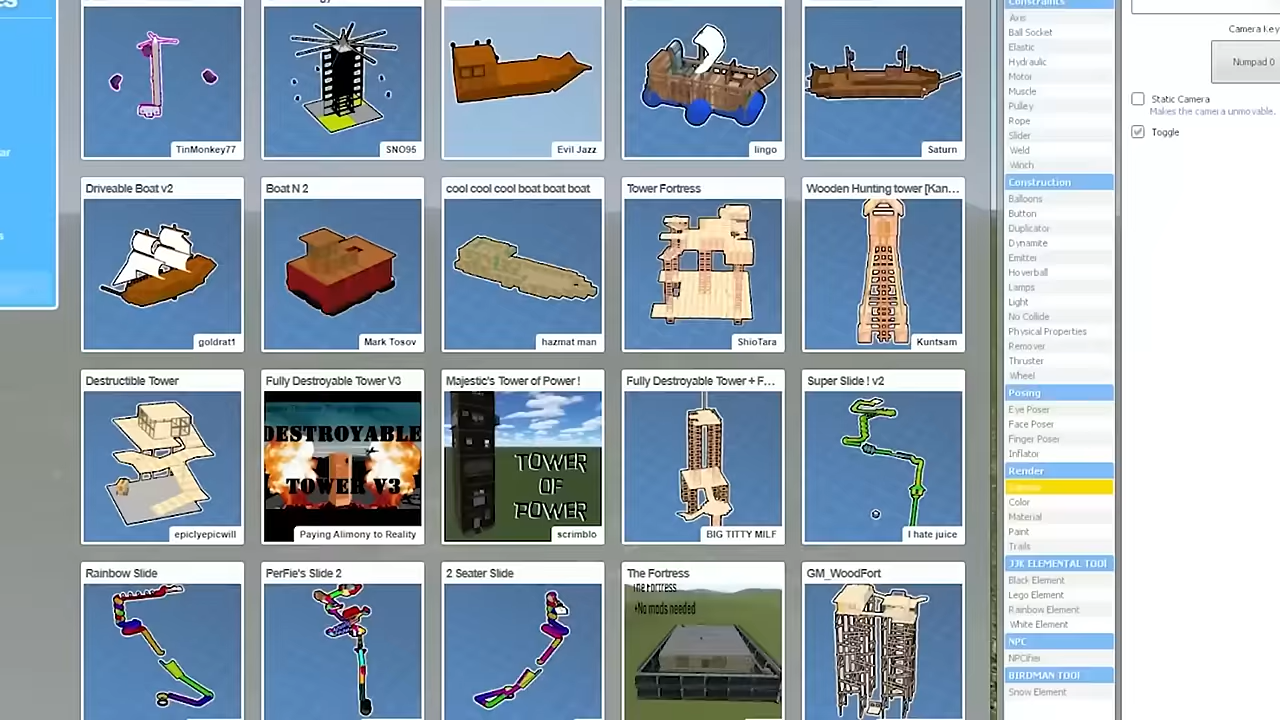 TinMonkey77
SNO95
Evil Jazz
lingo
Saturn
Driveable Boat v2
Boat N 2
cool cool cool boat boat boat
Tower Fortress
Wooden Hunting tower [Kan...
goldrat1
Mark Tosov
hazmat man
ShioTara
Kuntsam
Destructible Tower
Fully Destroyable Tower V3
Majestic's Tower of Power !
Fully Destroyable Tower + F...
Super Slide ! v2
DESTROYABLE
TOWER V3
TOWER
OF
POWER
epiclyepicwill
Paying Alimony to Reality
scrimblo
BIG TITTY MILF
I hate juice
Rainbow Slide
PerFie's Slide 2
2 Seater Slide
The Fortress
GM_WoodFort
The Fortress
•No mods needed
Constraints
Axis
Ball Socket
Elastic
Hydraulic
Motor
Muscle
Pulley
Rope
Slider
Weld
Winch
Construction
Balloons
Button
Duplicator
Dynamite
Emitter
Hoverball
Lamps
Light
No Collide
Physical Properties
Remover
Thruster
Wheel
Posing
Eye Poser
Face Poser
Finger Poser
Inflator
Render
Color
Material
Paint
Trails
JJK ELEMENTAL TOOL
Black Element
Lego Element
Rainbow Element
White Element
NPC
NPCifier
BIRDMAN TOOL
Snow Element
Camera Key
Numpad 0
Static Camera
Makes the camera unmovable.
Toggle